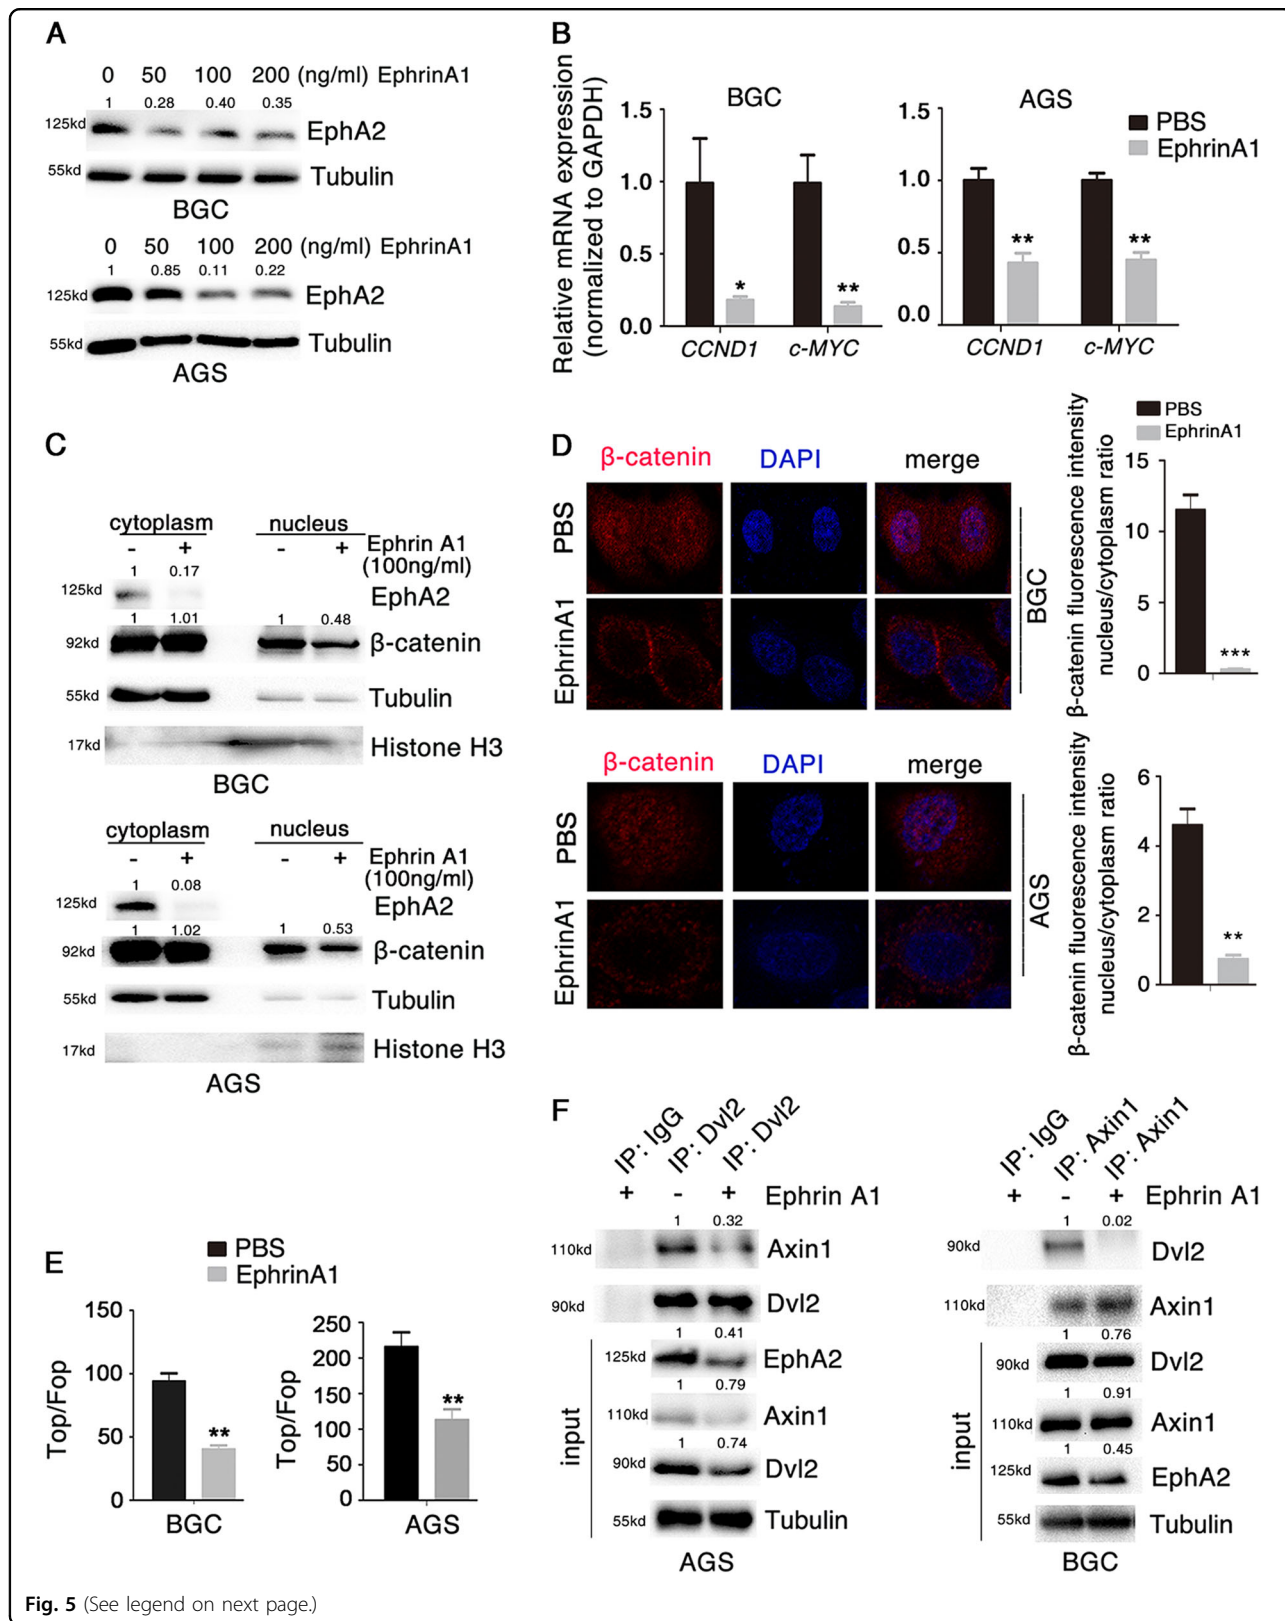 A
0 50 100 200 (ng/ml) EphrinA1
1 0.28 0.40 0.35
125kd EphA2
55kd Tubulin
BGC
0 50 100 200 (ng/ml) EphrinA1
1 0.85 0.11 0.22
125kd EphA2
55kd Tubulin
AGS
B
Relative mRNA expression
(normalized to GAPDH)
BGC
1.5
1.0
0.5
0.0
* **
CCND1 c-MYC
AGS
PBS
EphrinA1
1.5
1.0
0.5
0.0
** **
CCND1 c-MYC
C
cytoplasm nucleus
- + - + Ephrin A1
(100ng/ml)
1 0.17
125kd EphA2
1 1.01 1 0.48
92kd β-catenin
55kd Tubulin
17kd Histone H3
BGC
cytoplasm nucleus
- + - + Ephrin A1
(100ng/ml)
1 0.08
125kd EphA2
1 1.02 1 0.53
92kd β-catenin
55kd Tubulin
17kd Histone H3
AGS
D
β-catenin DAPI merge
PBS
EphrinA1
BGC
PBS
EphrinA1
β-catenin fluorescence intensity
nucleus/cytoplasm ratio
15
10
5
0
***
β-catenin DAPI merge
PBS
EphrinA1
AGS
β-catenin fluorescence intensity
nucleus/cytoplasm ratio
6
4
2
0
**
E
PBS
EphrinA1
Top/Fop
150
100
50
0
**
BGC
Top/Fop
250
200
150
100
50
0
**
AGS
F
IP: IgG IP: Dvl2 IP: Dvl2
+ - + Ephrin A1
1 0.32
110kd Axin1
90kd Dvl2
1 0.41
125kd EphA2
1 0.79
110kd Axin1
1 0.74
90kd Dvl2
55kd Tubulin
input
AGS
IP: IgG IP: Axin1 IP: Axin1
+ - + Ephrin A1
1 0.02
90kd Dvl2
110kd Axin1
1 0.76
90kd Dvl2
1 0.91
110kd Axin1
1 0.45
125kd EphA2
55kd Tubulin
input
BGC
Fig. 5 (See legend on next page.)